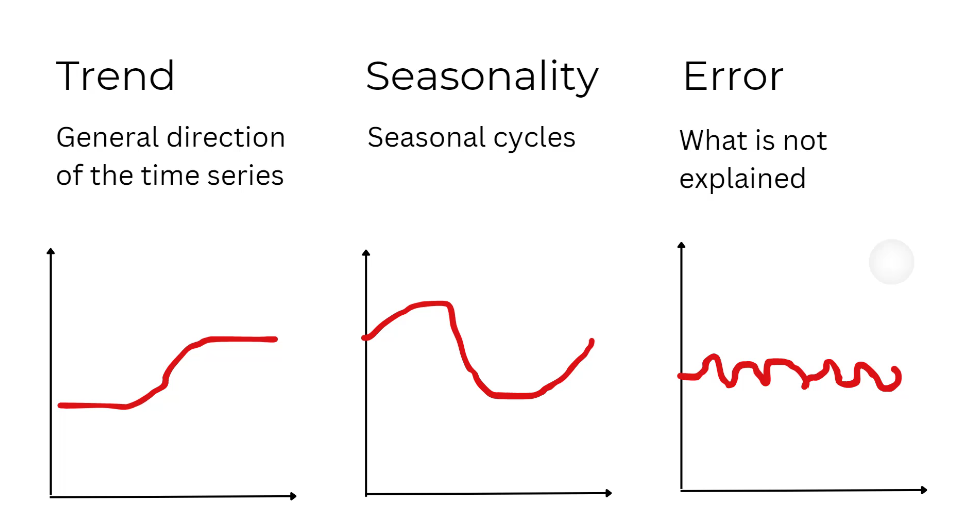 Trend
General direction
of the time series
Seasonality
Seasonal cycles
Error
What is not
explained